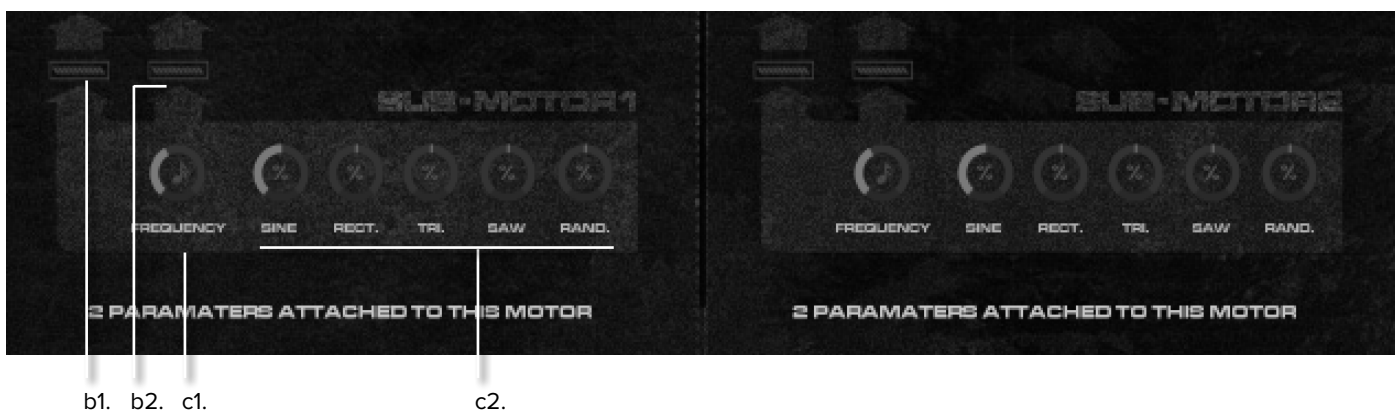 SUB-MOTOR1 SUB-MOTOR2
% % % % % % % % % %
FREQUENCY SINE RECT. TRI. SAW RAND. FREQUENCY SINE RECT. TRI. SAW RAND.
2 PARAMATERS ATTACHED TO THIS MOTOR 2 PARAMATERS ATTACHED TO THIS MOTOR
b1. b2. c1. c2.